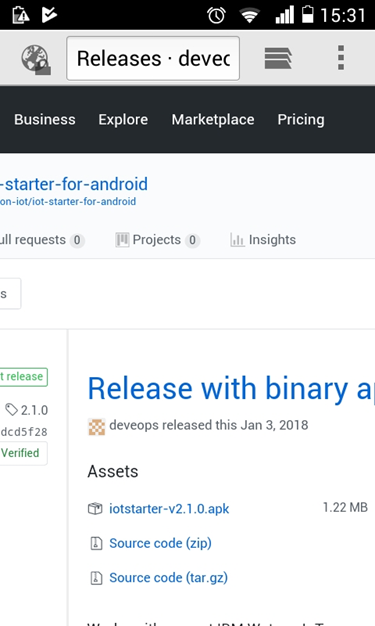 15:31
Releases · deveo
Business Explore Marketplace Pricing
-starter-for-android
on-iot/iot-starter-for-android
ull requests 0 Projects 0 Insights
s
t release
2.1.0
dcd5f28
Verified
Release with binary a
deveops released this Jan 3, 2018
Assets
iotstarter-v2.1.0.apk 1.22 MB
Source code (zip)
Source code (tar.gz)